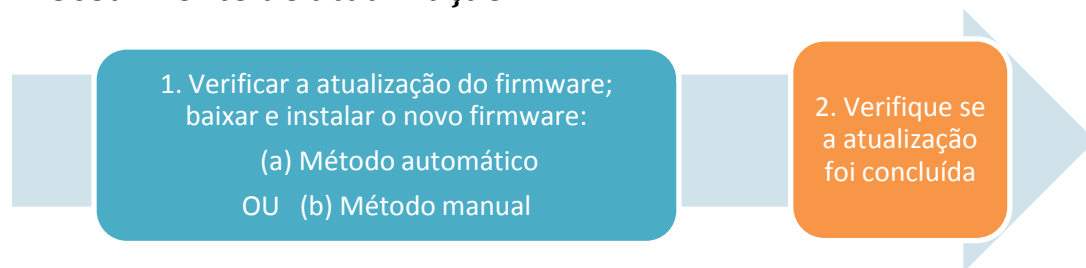 1. Verificar a atualização do firmware;
baixar e instalar o novo firmware:
(a) Método automático
OU (b) Método manual
2. Verifique se
a atualização
foi concluída